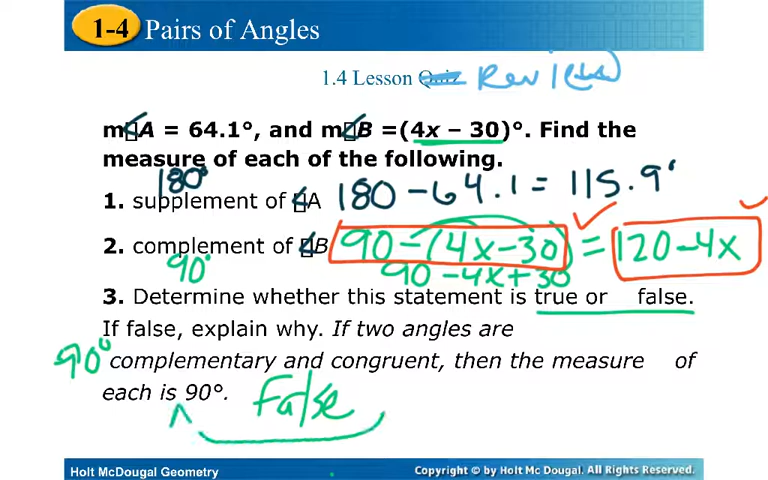 1-4 Pairs of Angles
1.4 Lesson Quiz Review
m∠A = 64.1°, and m∠B =(4x − 30)°. Find the
measure of each of the following.
180°
1. supplement of ∠A 180 - 64.1 = 115.9°
2. complement of ∠B 90 - (4x - 30) = 120 - 4x
90° 90 - 4x + 30
3. Determine whether this statement is true or false.
If false, explain why. If two angles are
90° complementary and congruent, then the measure of
each is 90°. False
Holt McDougal Geometry Copyright © by Holt Mc Dougal. All Rights Reserved.